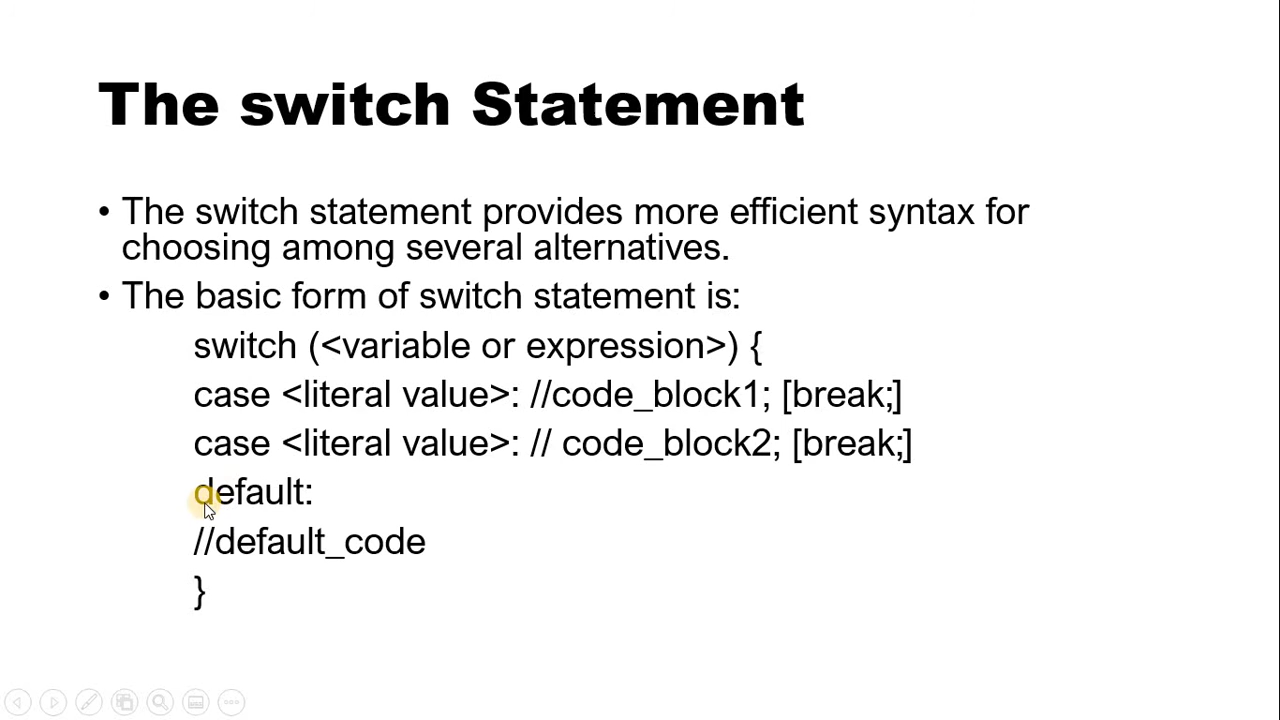 The switch Statement
• The switch statement provides more efficient syntax for
choosing among several alternatives.
• The basic form of switch statement is:
switch (<variable or expression>) {
case <literal value>: //code_block1; [break;]
case <literal value>: // code_block2; [break;]
default:
//default_code
}